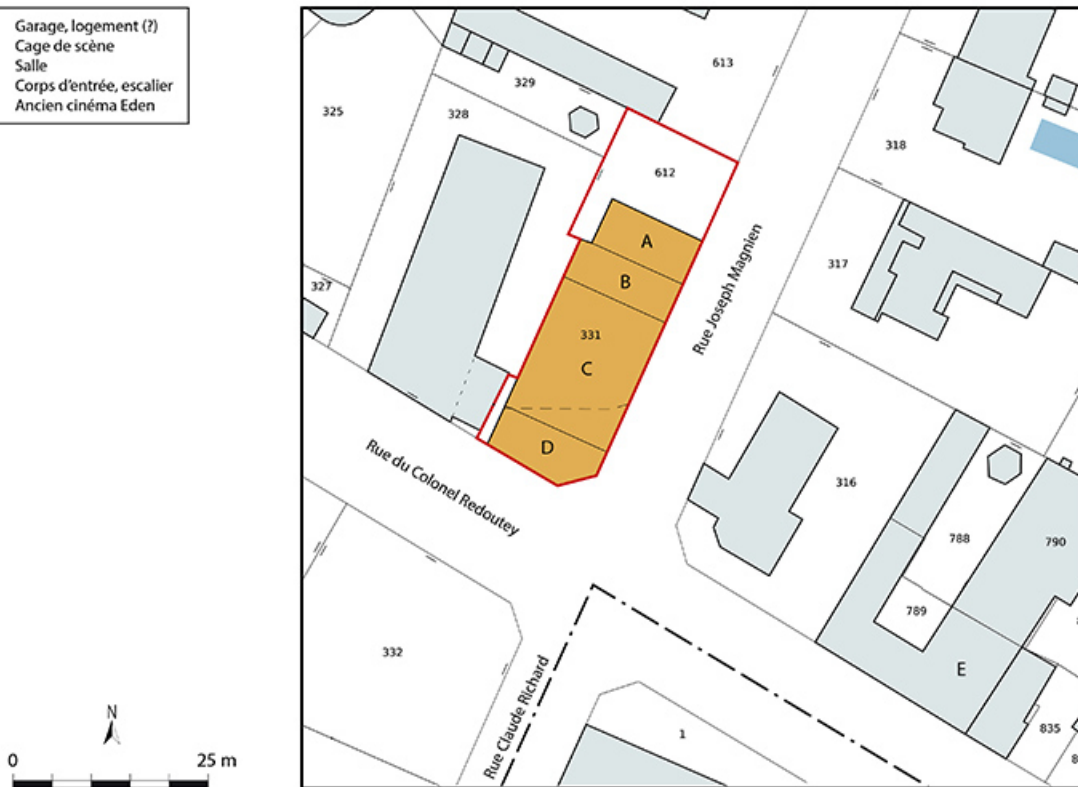 Garage, logement (?)
Cage de scène
Salle
Corps d'entrée, escalier
Ancien cinéma Eden
613
329
325
328
318
612
A
317
327
B
Rue Joseph Magnien
331
C
D
Rue du Colonel Redoutey
316
788
790
789
332
E
Rue Claude Richard
1
835
N
0
25 m